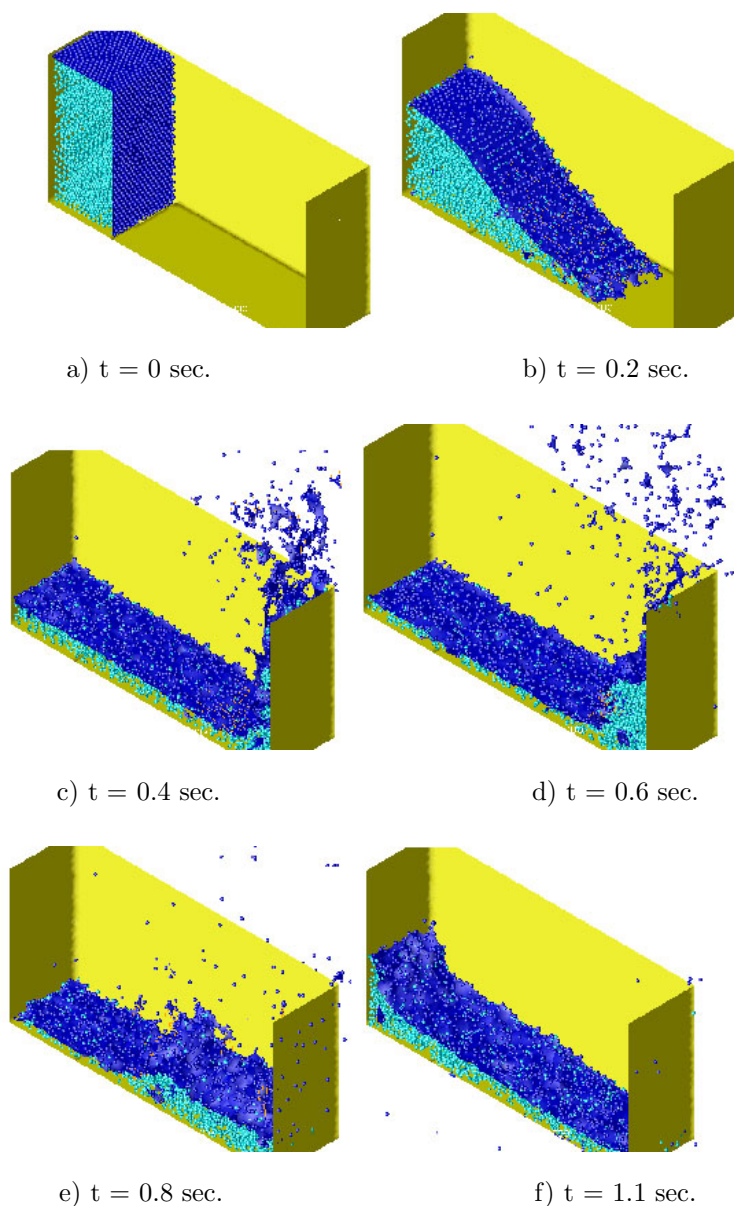 a) t = 0 sec.
b) t = 0.2 sec.
c) t = 0.4 sec.
d) t = 0.6 sec.
e) t = 0.8 sec.
f) t = 1.1 sec.